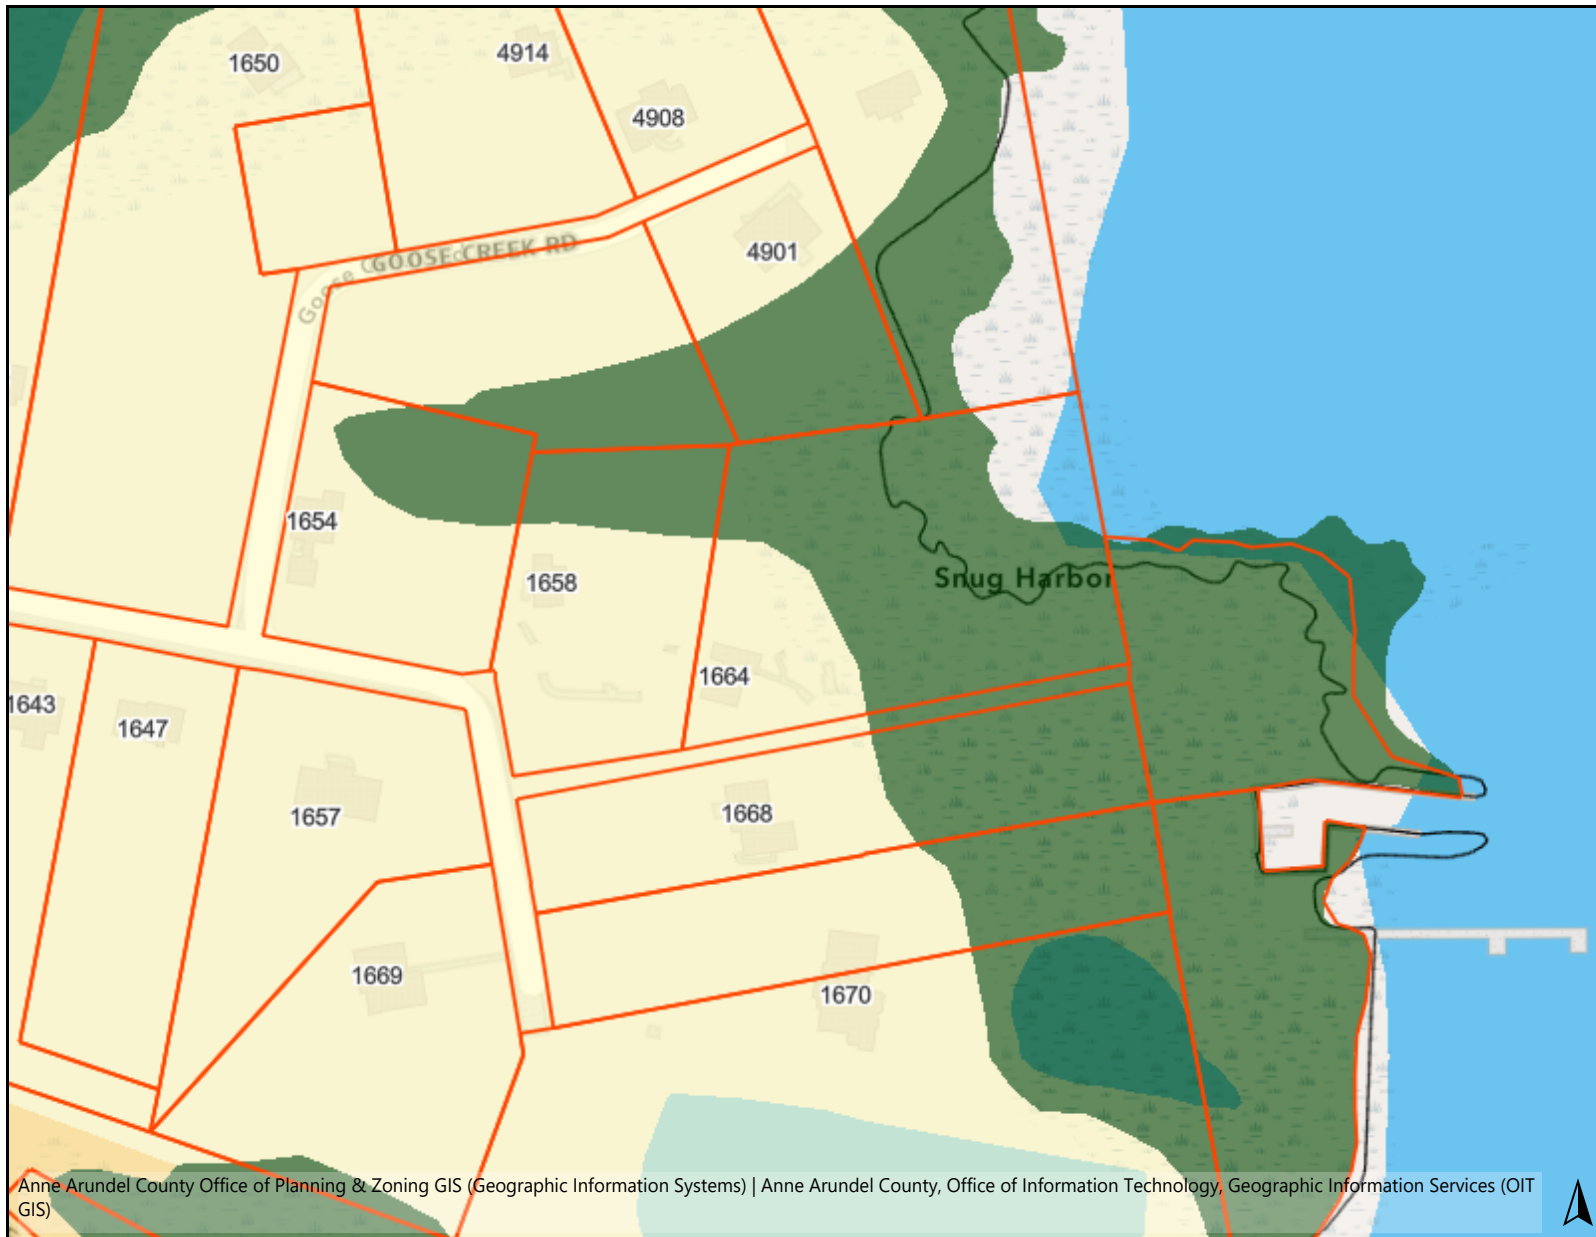 1650
4914
4908
4901
GOOSE CREEK RD
Goose C
1654
1658
Snug Harbor
1664
1643
1647
1657
1668
1669
1670
Anne Arundel County Office of Planning & Zoning GIS (Geographic Information Systems) | Anne Arundel County, Office of Information Technology, Geographic Information Services (OIT
GIS)